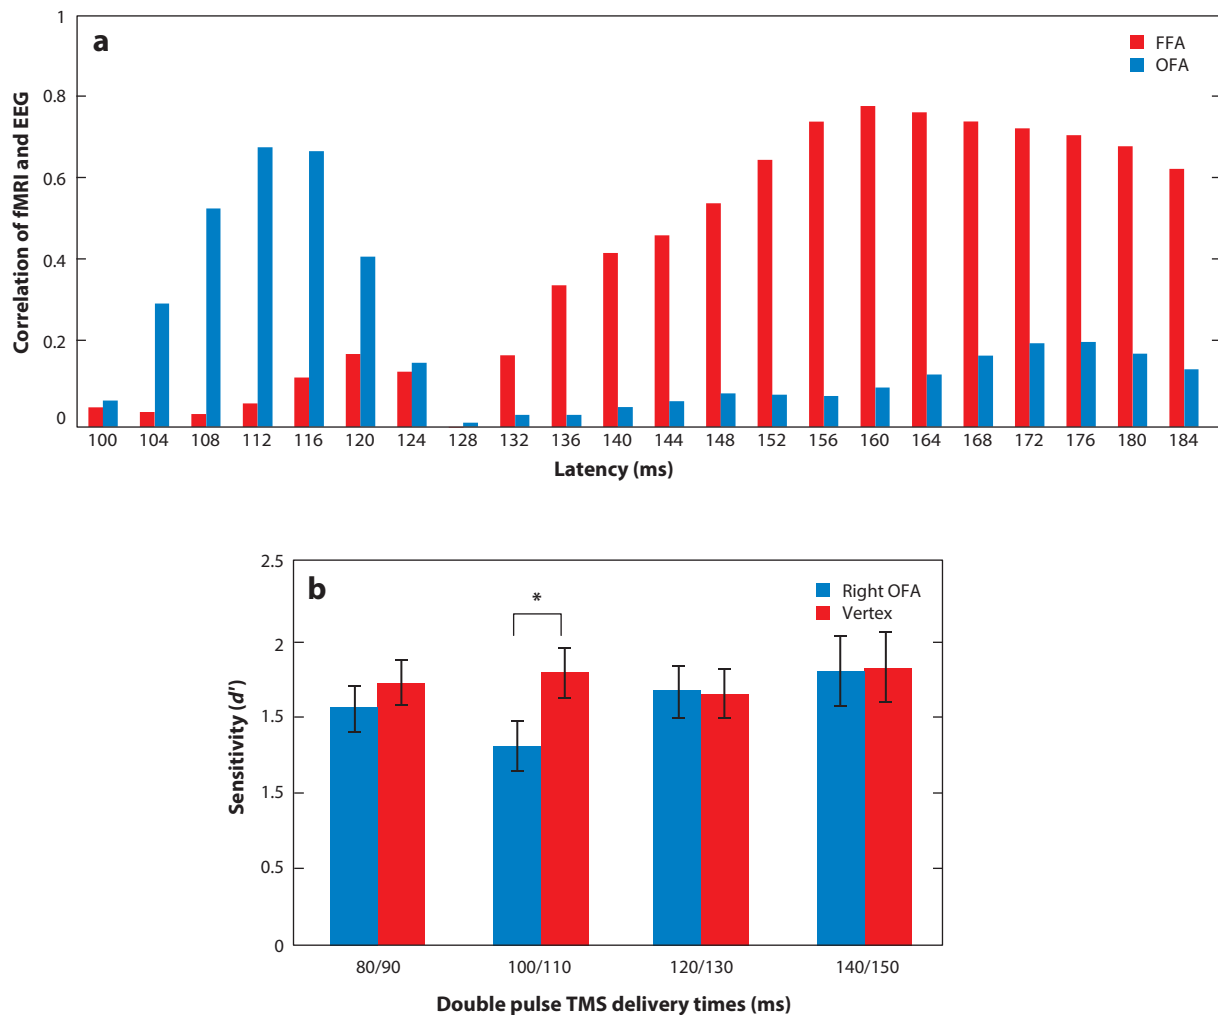 a
FFA
OFA
1
0.8
0.6
0.4
0.2
0
Correlation of fMRI and EEG
100 104 108 112 116 120 124 128 132 136 140 144 148 152 156 160 164 168 172 176 180 184
Latency (ms)
b
Right OFA
Vertex
*
2.5
2
1.5
1.5
0.5
0
Sensitivity (d')
80/90 100/110 120/130 140/150
Double pulse TMS delivery times (ms)